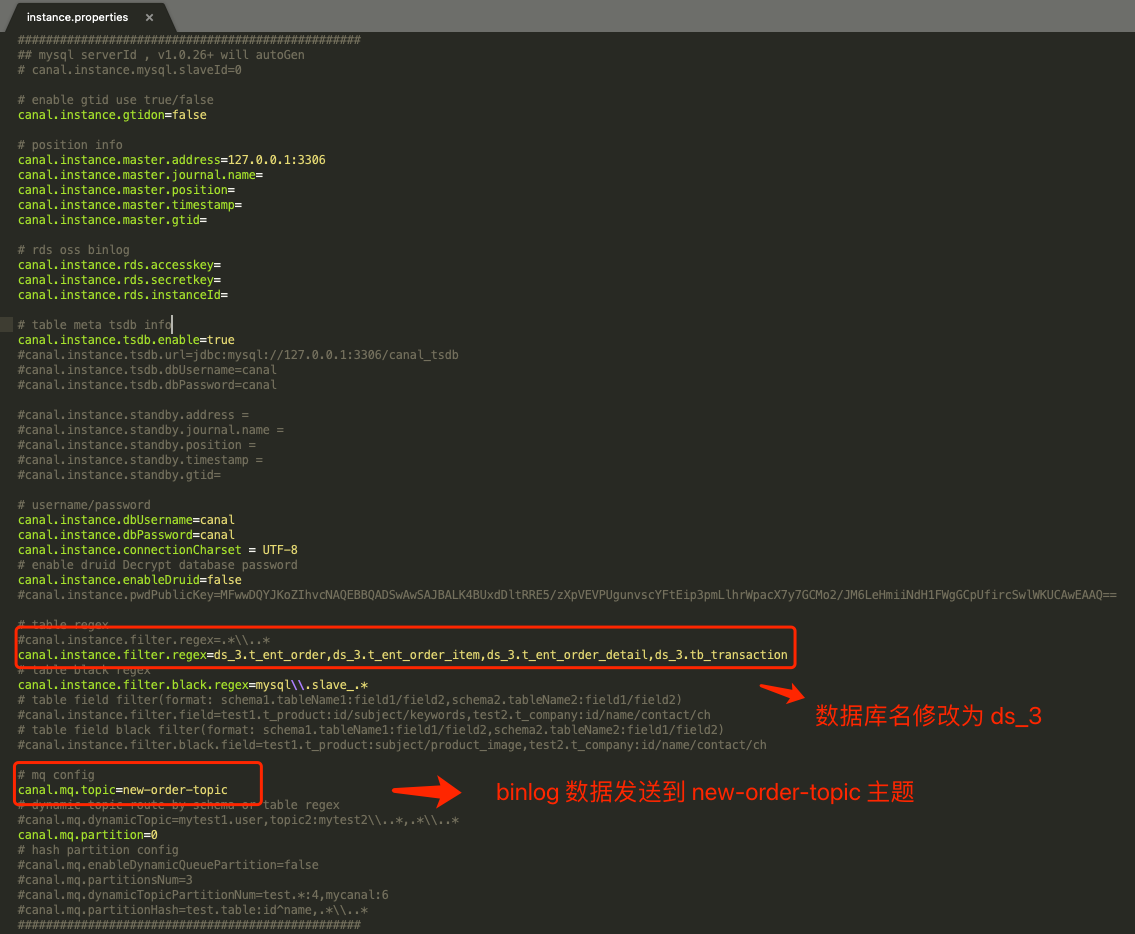 instance.properties ×
#################################################
## mysql serverId , v1.0.26+ will autoGen
# canal.instance.mysql.slaveId=0
# enable gtid use true/false
canal.instance.gtidon=false
# position info
canal.instance.master.address=127.0.0.1:3306
canal.instance.master.journal.name=
canal.instance.master.position=
canal.instance.master.timestamp=
canal.instance.master.gtid=
# rds oss binlog
canal.instance.rds.accesskey=
canal.instance.rds.secretkey=
canal.instance.rds.instanceId=
# table meta tsdb info
canal.instance.tsdb.enable=true
#canal.instance.tsdb.url=jdbc:mysql://127.0.0.1:3306/canal_tsdb
#canal.instance.tsdb.dbUsername=canal
#canal.instance.tsdb.dbPassword=canal
#canal.instance.standby.address =
#canal.instance.standby.journal.name =
#canal.instance.standby.position =
#canal.instance.standby.timestamp =
#canal.instance.standby.gtid=
# username/password
canal.instance.dbUsername=canal
canal.instance.dbPassword=canal
canal.instance.connectionCharset = UTF-8
# enable druid Decrypt database password
canal.instance.enableDruid=false
#canal.instance.pwdPublicKey=MFwwDQYJKoZIhvcNAQEBBQADSwAwSAJBALK4BUxdDltRRE5/zXpVEVPUgunvscYFtEip3pmLlhrWpacX7y7GCMo2/JM6LeHmiiNdH1FWgGCpUfircSwlWKUCAwEAAQ==
# table regex
#canal.instance.filter.regex=.*\\..*
canal.instance.filter.regex=ds_3.t_ent_order,ds_3.t_ent_order_item,ds_3.t_ent_order_detail,ds_3.tb_transaction
# table black regex
canal.instance.filter.black.regex=mysql\\.slave_.*
# table field filter(format: schema1.tableName1:field1/field2,schema2.tableName2:field1/field2)
#canal.instance.filter.field=test1.t_product:id/subject/keywords,test2.t_company:id/name/contact/ch
数据库名修改为 ds_3
# table field black filter(format: schema1.tableName1:field1/field2,schema2.tableName2:field1/field2)
#canal.instance.filter.black.field=test1.t_product:subject/product_image,test2.t_company:id/name/contact/ch
# mq config
canal.mq.topic=new-order-topic
binlog 数据发送到 new-order-topic 主题
# dynamic topic route by schema or table regex
#canal.mq.dynamicTopic=mytest1.user,topic2:mytest2\\..*,.*\\..*
canal.mq.partition=0
# hash partition config
#canal.mq.enableDynamicQueuePartition=false
#canal.mq.partitionsNum=3
#canal.mq.dynamicTopicPartitionNum=test.*:4,mycanal:6
#canal.mq.partitionHash=test.table:id^name,.*\\..*
#################################################